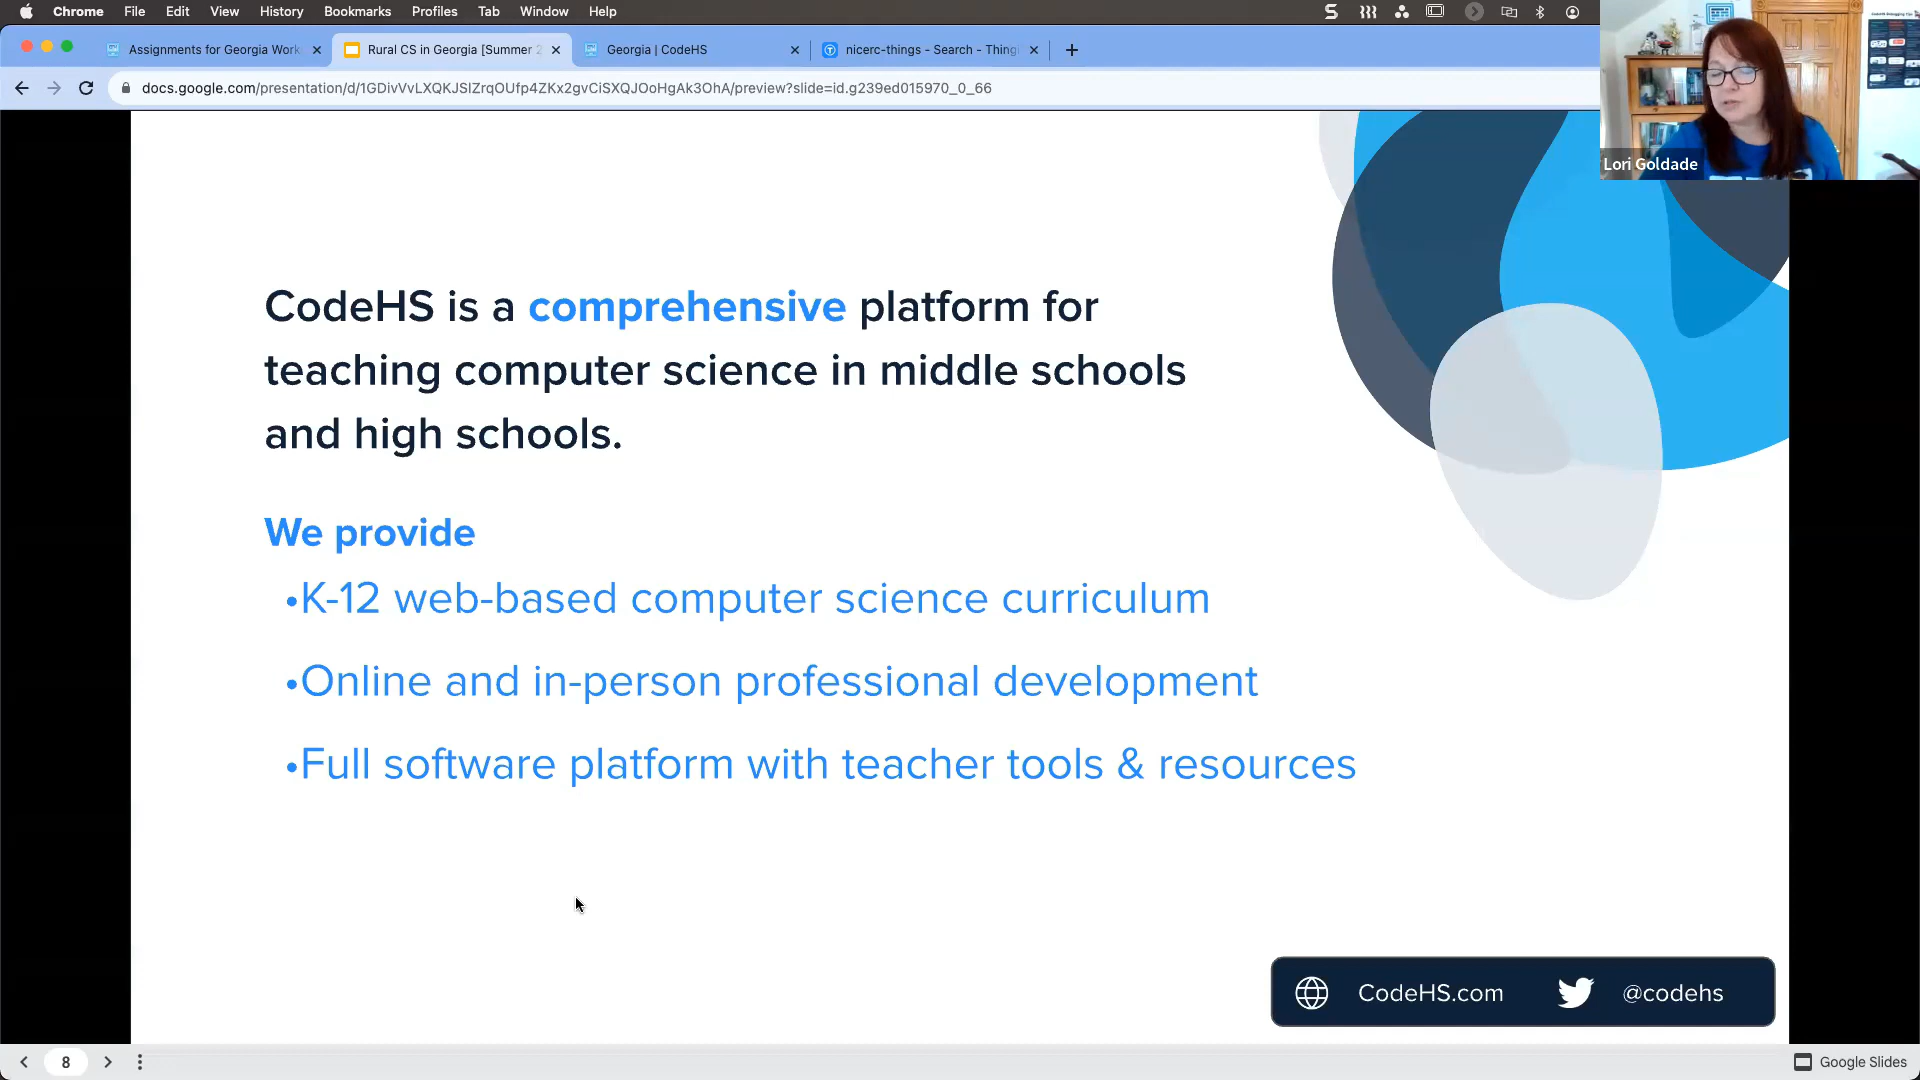 Chrome File Edit View History Bookmarks Profiles Tab Window Help
Assignments for Georgia Work
Rural CS in Georgia [Summer 2
Georgia | CodeHS
nicerc-things - Search - Thing
docs.google.com/presentation/d/1GDivVvLXQKJSlZrqOUfp4ZKx2gvCiSXQJOoHgAk3OhA/preview?slide=id.g239ed015970_0_66
Lori Goldade
CodeHS is a comprehensive platform for
teaching computer science in middle schools
and high schools.
We provide
•K-12 web-based computer science curriculum
•Online and in-person professional development
•Full software platform with teacher tools & resources
CodeHS.com @codehs
8
Google Slides